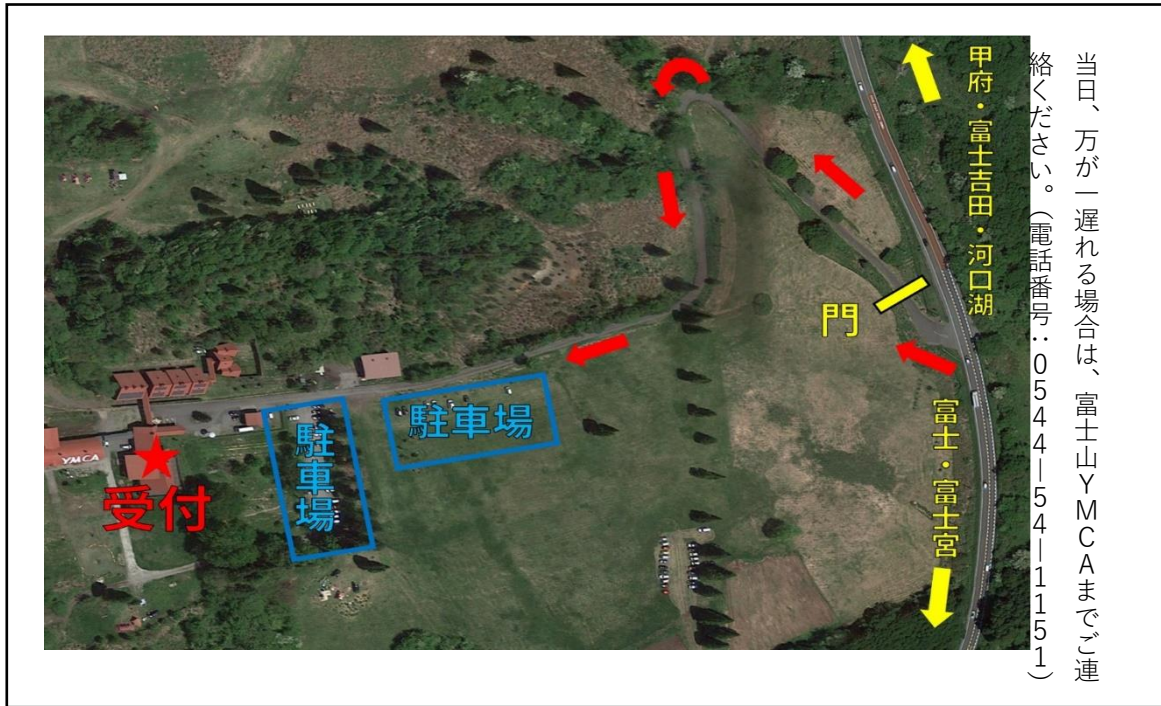 当日、万が一遅れる場合は、富士山YMCAまでご連
絡ください。（電話番号：0544―54―1151）
甲府・富士吉田・河口湖
門
富士・富士宮
駐車場
駐車場
YMCA
受付